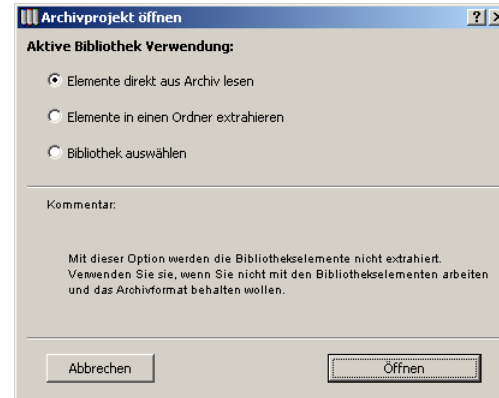 Archivprojekt öffnen
Aktive Bibliothek Verwendung:
Elemente direkt aus Archiv lesen
Elemente in einen Ordner extrahieren
Bibliothek auswählen
Kommentar:
Mit dieser Option werden die Bibliothekselemente nicht extrahiert.
Verwenden Sie sie, wenn Sie nicht mit den Bibliothekselementen arbeiten
und das Archivformat behalten wollen.
Abbrechen
Öffnen